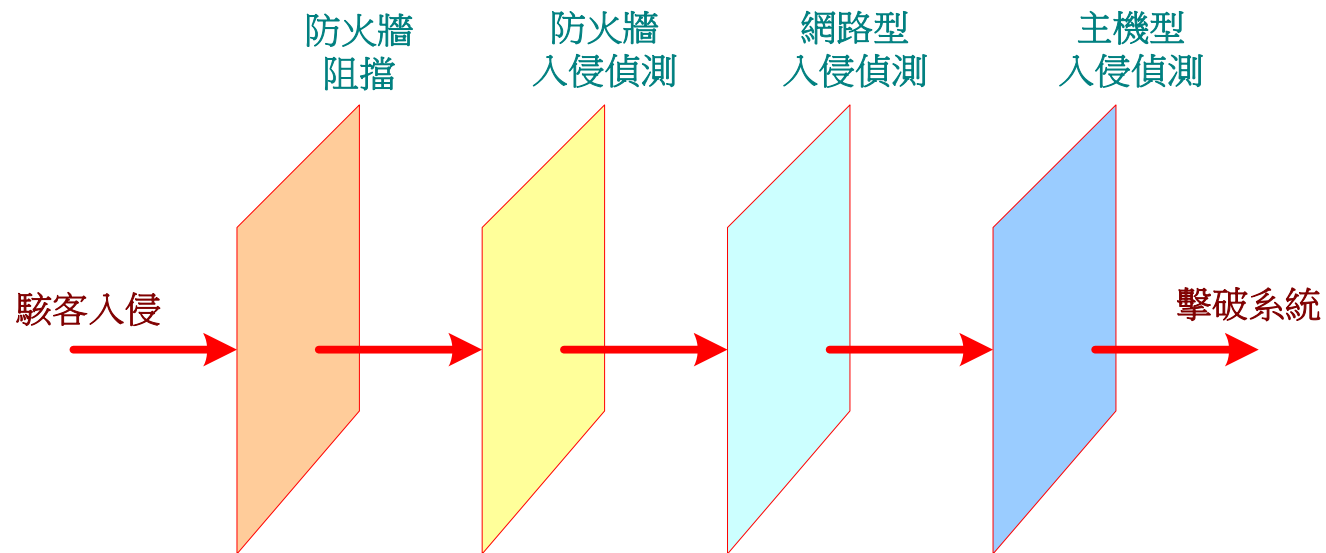 防火牆
阻擋
防火牆
入侵偵測
網路型
入侵偵測
主機型
入侵偵測
駭客入侵
擊破系統